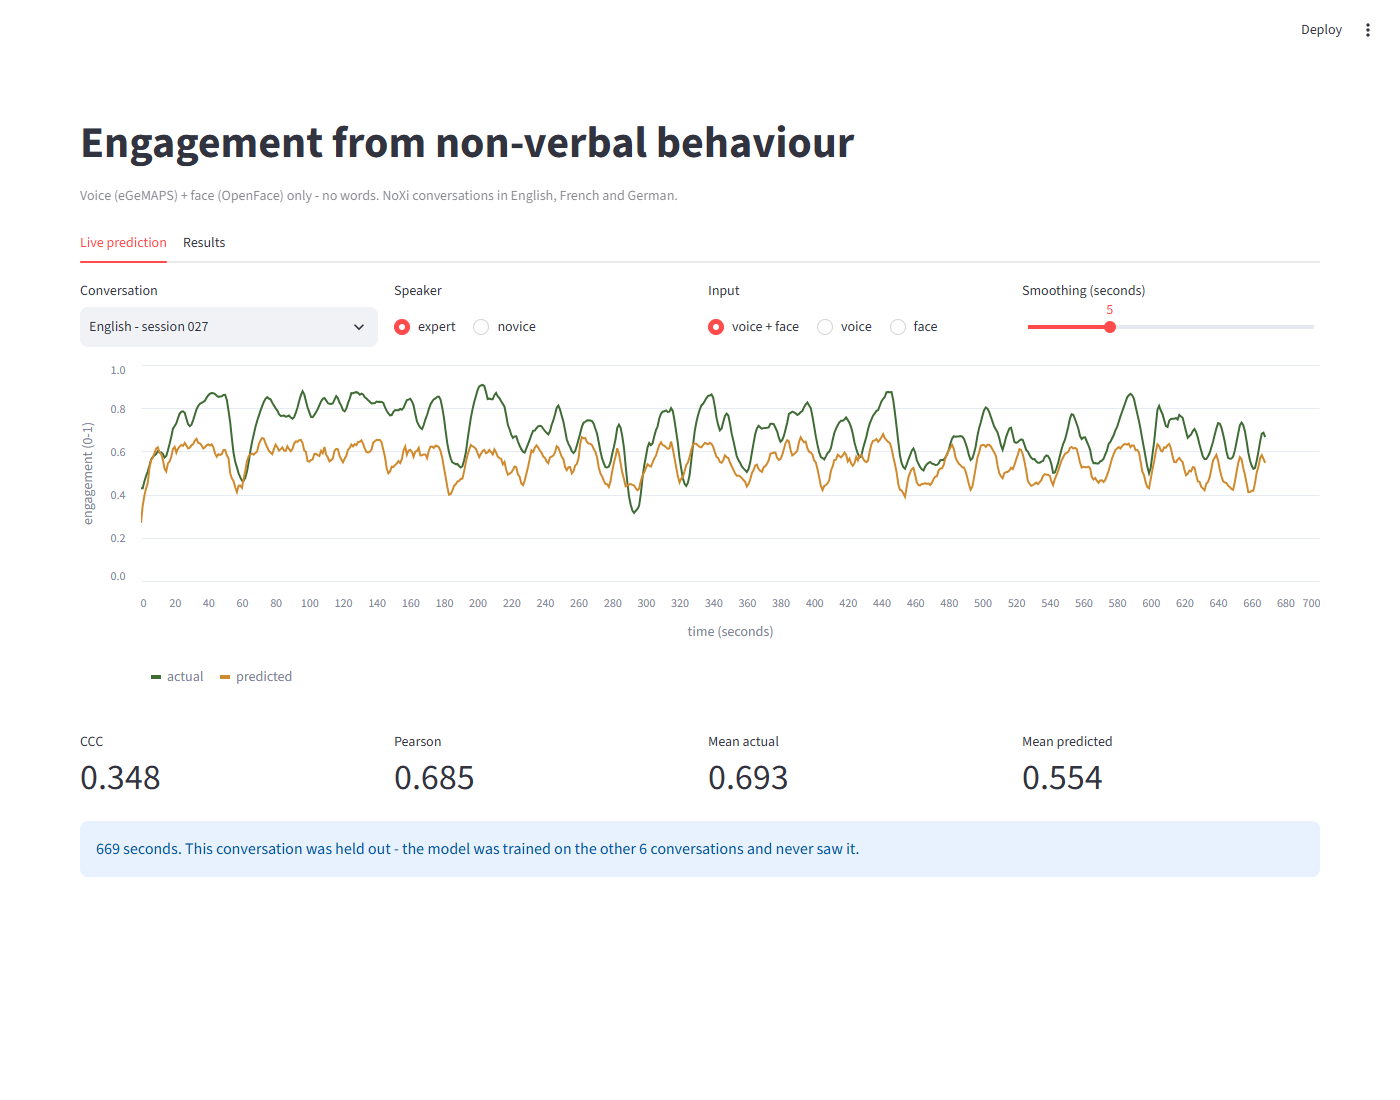 Deploy
Engagement from non-verbal behaviour
Voice (eGeMAPS) + face (OpenFace) only - no words. NoXi conversations in English, French and German.
Live prediction Results
Conversation Speaker Input Smoothing (seconds)
5
English - session 027 expert novice voice + face voice face
1.0
0.8
0.6
0.4
0.2
0.0
engagement (0-1)
0 20 40 60 80 100 120 140 160 180 200 220 240 260 280 300 320 340 360 380 400 420 440 460 480 500 520 540 560 580 600 620 640 660 680 700
time (seconds)
actual predicted
CCC Pearson Mean actual Mean predicted
0.348 0.685 0.693 0.554
669 seconds. This conversation was held out - the model was trained on the other 6 conversations and never saw it.